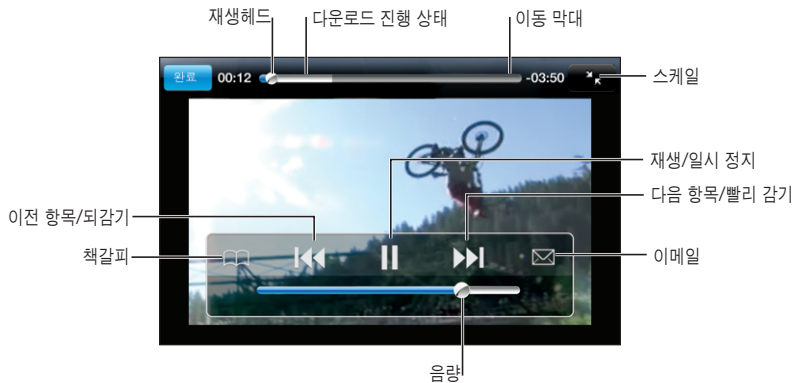 재생헤드
다운로드 진행 상태
이동 막대
완료
00:12
-03:50
스케일
재생/일시 정지
다음 항목/빨리 감기
이전 항목/되감기
책갈피
이메일
음량